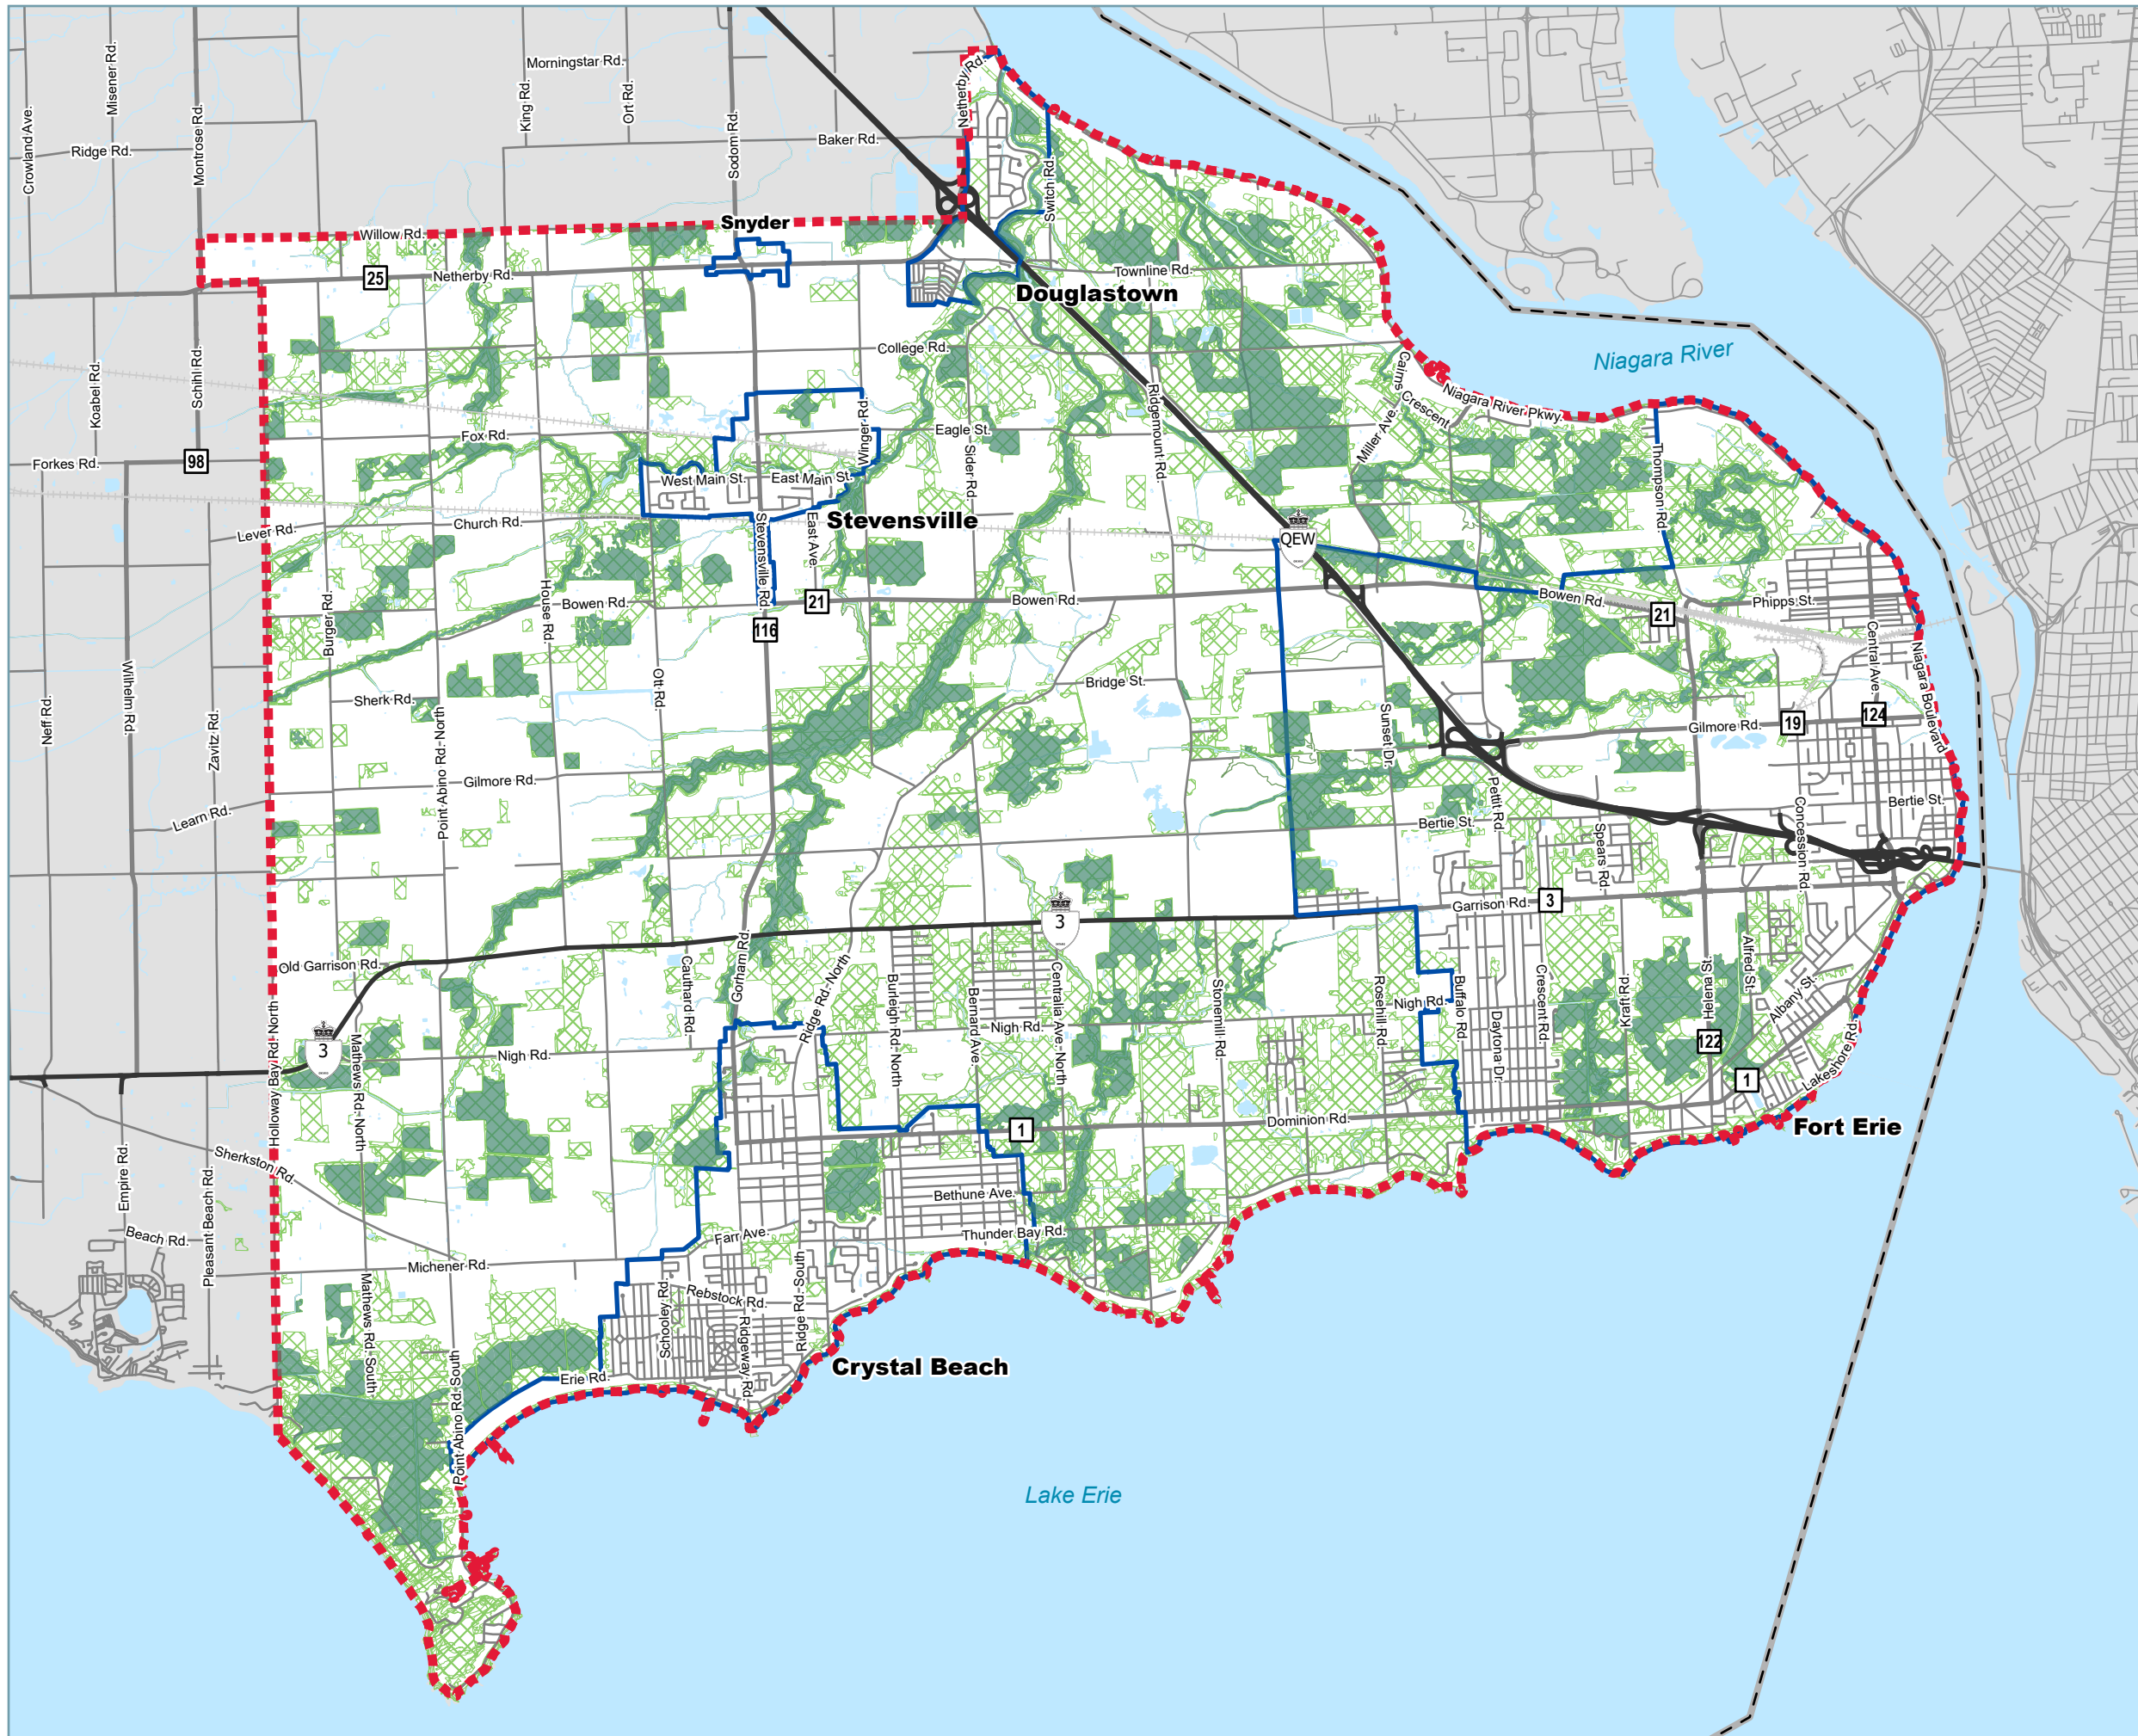 Crowland Ave.
Misener Rd.
Ridge Rd.
Montrose Rd.
Morningstar Rd.
King Rd.
Ort Rd.
Sodom Rd.
Baker Rd.
Netherby Rd.
Switch Rd.
Snyder
Willow Rd.
25
Netherby Rd.
Townline Rd.
Douglastown
Niagara River
Koabel Rd.
Schihl Rd.
College Rd.
Cairns Crescent
Niagara River Pkwy.
Ridgemount Rd.
Miller Ave.
Winger Rd.
Eagle St.
Sider Rd.
Fox Rd.
Forkes Rd.
98
West Main St.
East Main St.
Thompson Rd.
Stevensville
Lever Rd.
Church Rd.
Stevensville Rd.
East Ave.
QEW
Burger Rd.
House Rd.
Bowen Rd.
21
Bowen Rd.
Bowen Rd.
21
Phipps St.
116
Central Ave.
Niagara Boulevard
Wilhelm Rd.
Neff Rd.
Zavitz Rd.
Sherk Rd.
Point Abino Rd. North
Ott Rd.
Bridge St.
Sunset Dr.
Gilmore Rd.
19
124
Learn Rd.
Gilmore Rd.
Pettit Rd.
Bertie St.
Bertie St.
Spears Rd.
Concession Rd.
Garrison Rd.
3
3
Old Garrison Rd.
Gorham Rd.
Cauthard Rd.
Ridge Rd. North
Burleigh Rd. North
Bernard Ave.
Centralia Ave. North
Stonemill Rd.
Rosehill Rd.
Nigh Rd.
Buffalo Rd.
Daytona Dr.
Crescent Rd.
Kraft Rd.
Helena St.
Alfred St.
Albany St.
122
1
Lakeshore Rd.
Holloway Bay Rd. North
3
Mathews Rd. North
Nigh Rd.
Nigh Rd.
Dominion Rd.
1
Fort Erie
Sherkston Rd.
Empire Rd.
Pleasant Beach Rd.
Beach Rd.
Bethune Ave.
Thunder Bay Rd.
Farr Ave.
Michener Rd.
Mathews Rd. South
Point Abino Rd. South
Schooley Rd.
Rebstock Rd.
Ridgeway Rd.
Ridge Rd. South
Erie Rd.
Crystal Beach
Lake Erie